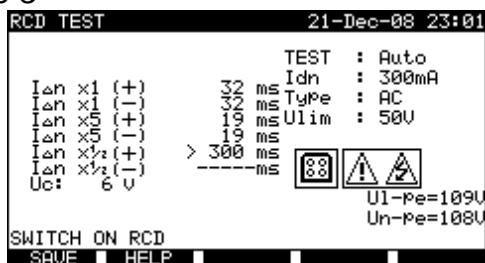 RCD TEST 21-Dec-08 23:01
TEST : Auto
Idn : 300mA
Type : AC
Ulim : 50V
IΔn x1 (+) 32 ms
IΔn x1 (−) 32 ms
IΔn x5 (+) 19 ms
IΔn x5 (−) 19 ms
IΔn x½ (+) > 300 ms
IΔn x½ (−) -----ms
Uc: 6 V
Ul-pe=109V
Un-pe=108V
SWITCH ON RCD
SAVE HELP